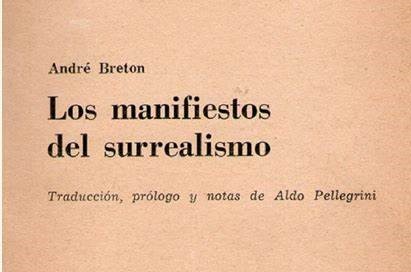 André Breton
Los manifiestos
del surrealismo
Traducción, prólogo y notas de Aldo Pellegrini